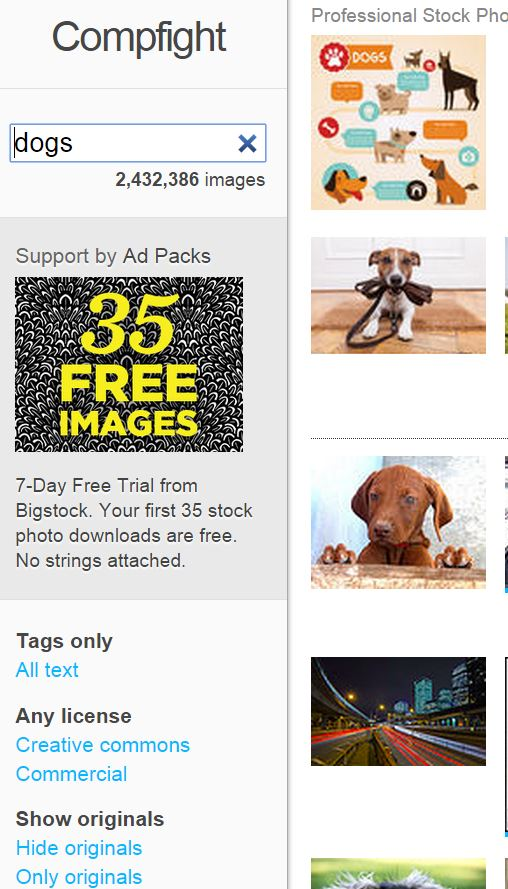 Compfight
dogs
2,432,386 images
Support by Ad Packs
35
FREE
IMAGES
7-Day Free Trial from
Bigstock. Your first 35 stock
photo downloads are free.
No strings attached.
Tags only
All text
Any license
Creative commons
Commercial
Show originals
Hide originals
Only originals
Professional Stock Pho
DOGS